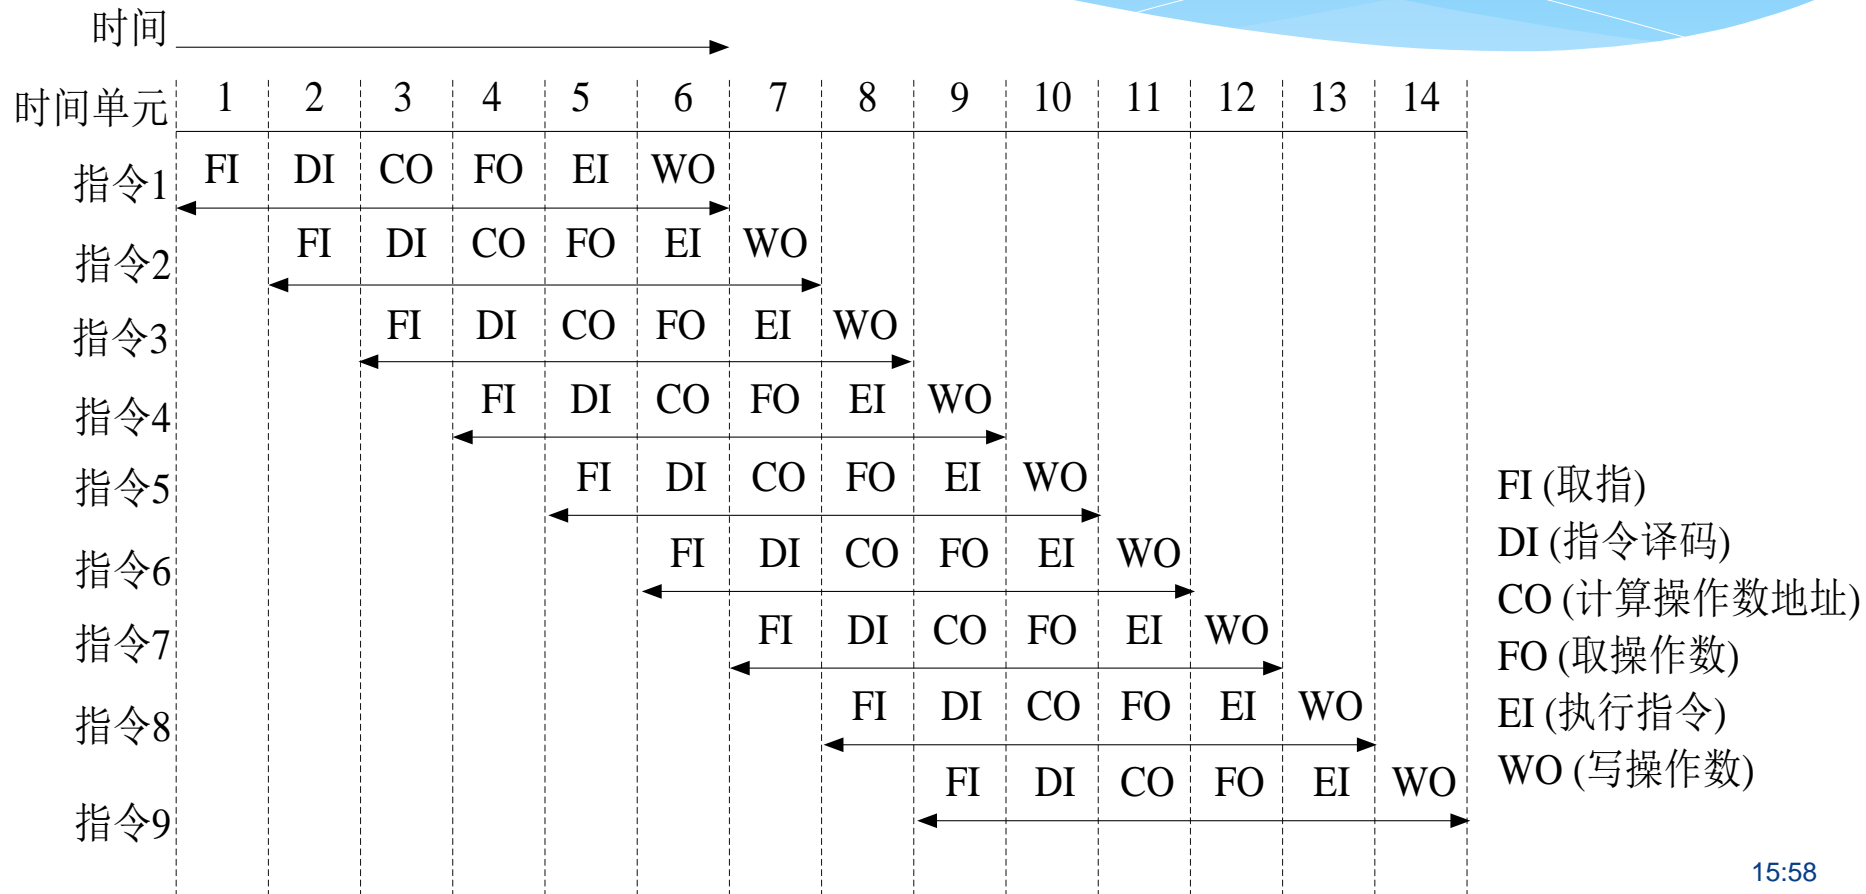 时间
时间单元 1 2 3 4 5 6 7 8 9 10 11 12 13 14
指令1 FI DI CO FO EI WO
指令2 FI DI CO FO EI WO
指令3 FI DI CO FO EI WO
指令4 FI DI CO FO EI WO
指令5 FI DI CO FO EI WO
指令6 FI DI CO FO EI WO
指令7 FI DI CO FO EI WO
指令8 FI DI CO FO EI WO
指令9 FI DI CO FO EI WO
FI (取指)
DI (指令译码)
CO (计算操作数地址)
FO (取操作数)
EI (执行指令)
WO (写操作数)
15:58